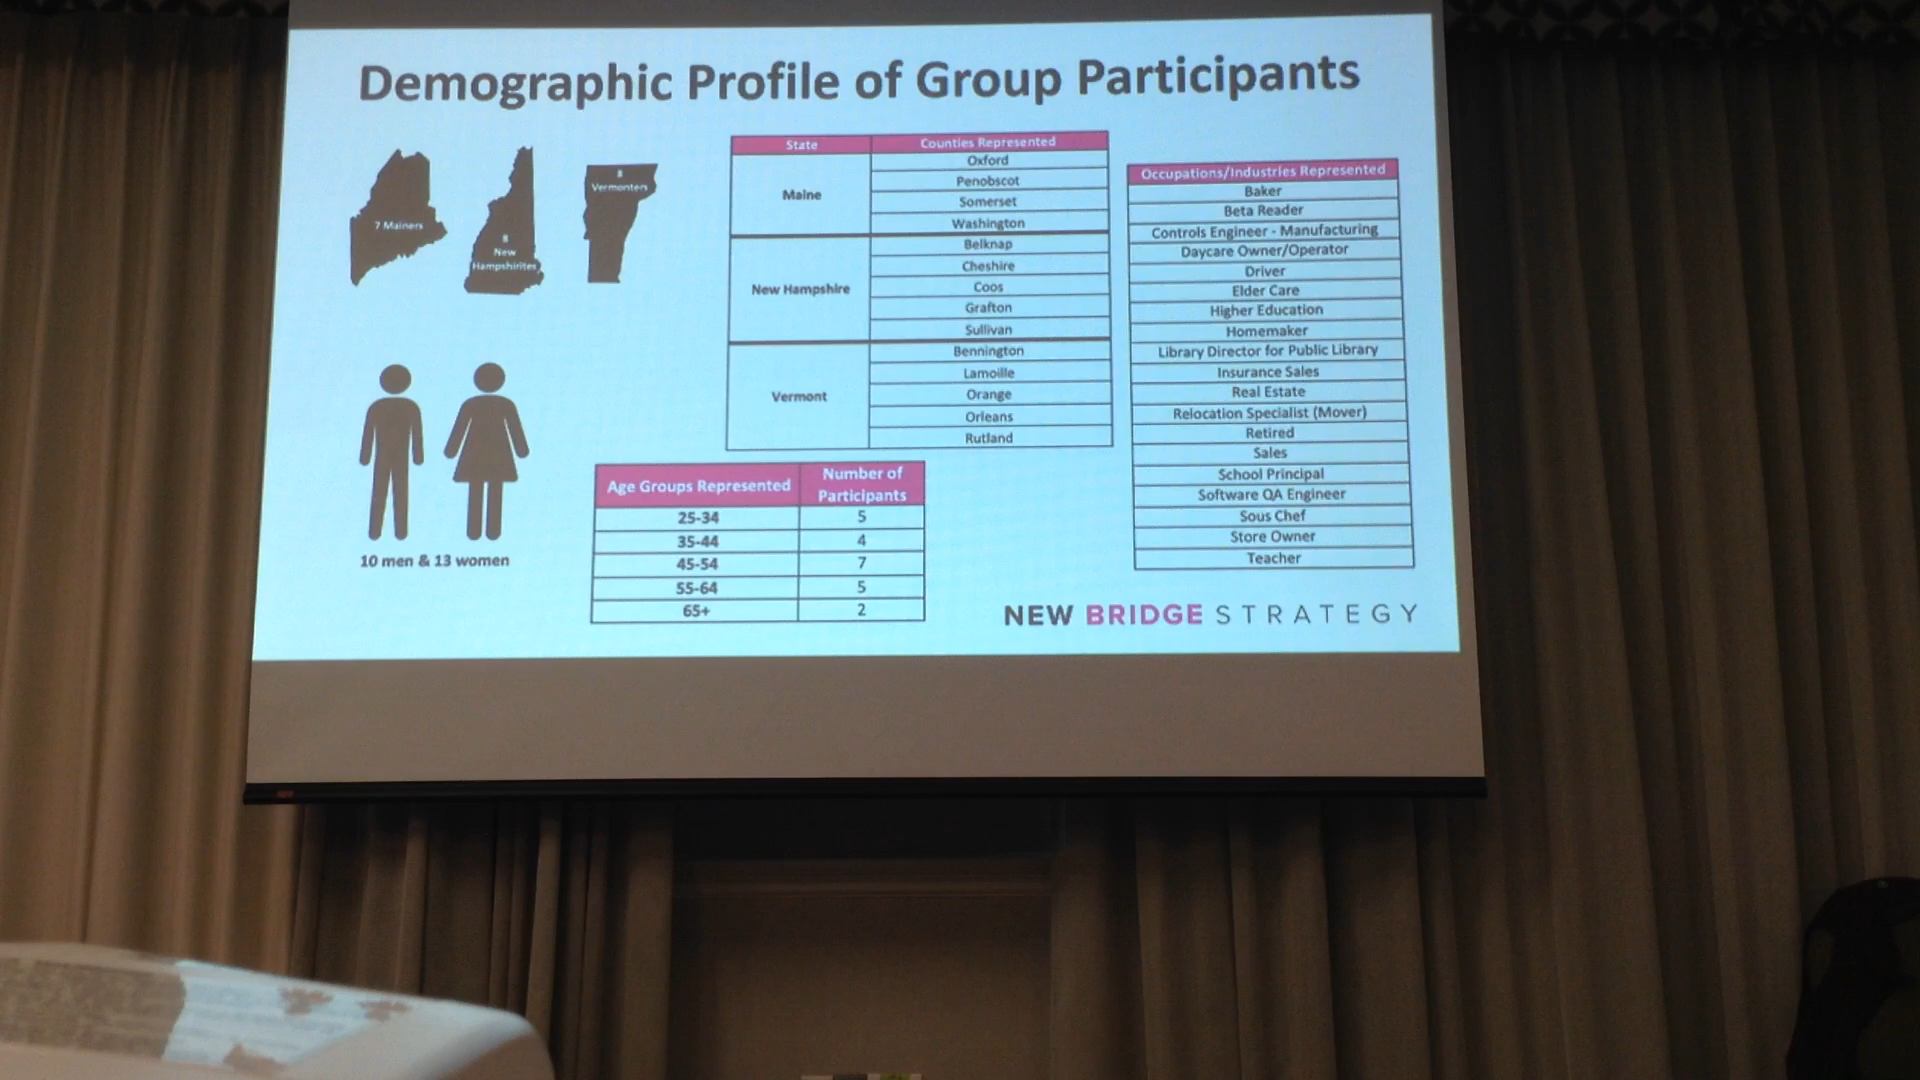 Demographic Profile of Group Participants
7 Mainers
8
New
Hampshirites
8
Vermonters
State Counties Represented
Maine
Oxford
Penobscot
Somerset
Washington
New Hampshire
Belknap
Cheshire
Coos
Grafton
Sullivan
Vermont
Bennington
Lamoille
Orange
Orleans
Rutland
Occupations/Industries Represented
Baker
Beta Reader
Controls Engineer - Manufacturing
Daycare Owner/Operator
Driver
Elder Care
Higher Education
Homemaker
Library Director for Public Library
Insurance Sales
Real Estate
Relocation Specialist (Mover)
Retired
Sales
School Principal
Software QA Engineer
Sous Chef
Store Owner
Teacher
10 men & 13 women
Age Groups Represented Number of
Participants
25-34 5
35-44 4
45-54 7
55-64 5
65+ 2
NEW BRIDGE STRATEGY